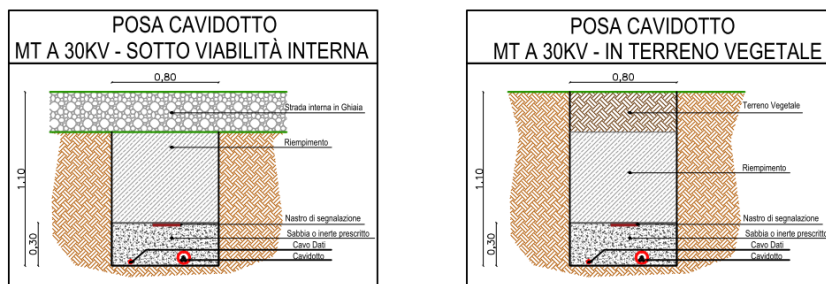 POSA CAVIDOTTO
MT A 30KV - SOTTO VIABILITÀ INTERNA
0,80
Strada interna in Ghiaia
Riempimento
1.10
Nastro di segnalazione
0,30
Sabbia o inerte prescritto
Cavo Dati
Cavidotto
POSA CAVIDOTTO
MT A 30KV - IN TERRENO VEGETALE
0,80
Terreno Vegetale
Riempimento
1.10
Nastro di segnalazione
0,30
Sabbia o inerte prescritto
Cavo Dati
Cavidotto